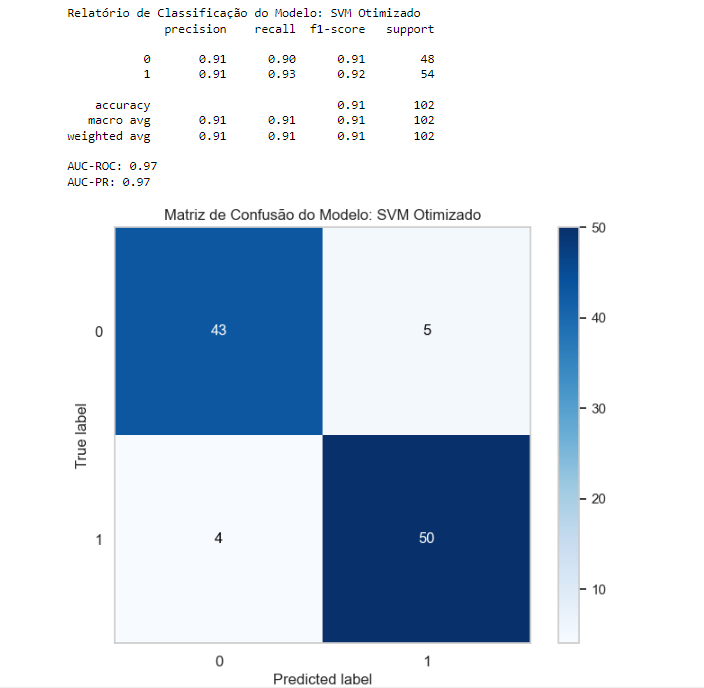 Relatório de Classificação do Modelo: SVM Otimizado
precision recall f1-score support
0 0.91 0.90 0.91 48
1 0.91 0.93 0.92 54
accuracy 0.91 102
macro avg 0.91 0.91 0.91 102
weighted avg 0.91 0.91 0.91 102
AUC-ROC: 0.97
AUC-PR: 0.97
Matriz de Confusão do Modelo: SVM Otimizado
50
40
30
20
10
True label
0
43 5
1
4 50
0 1
Predicted label